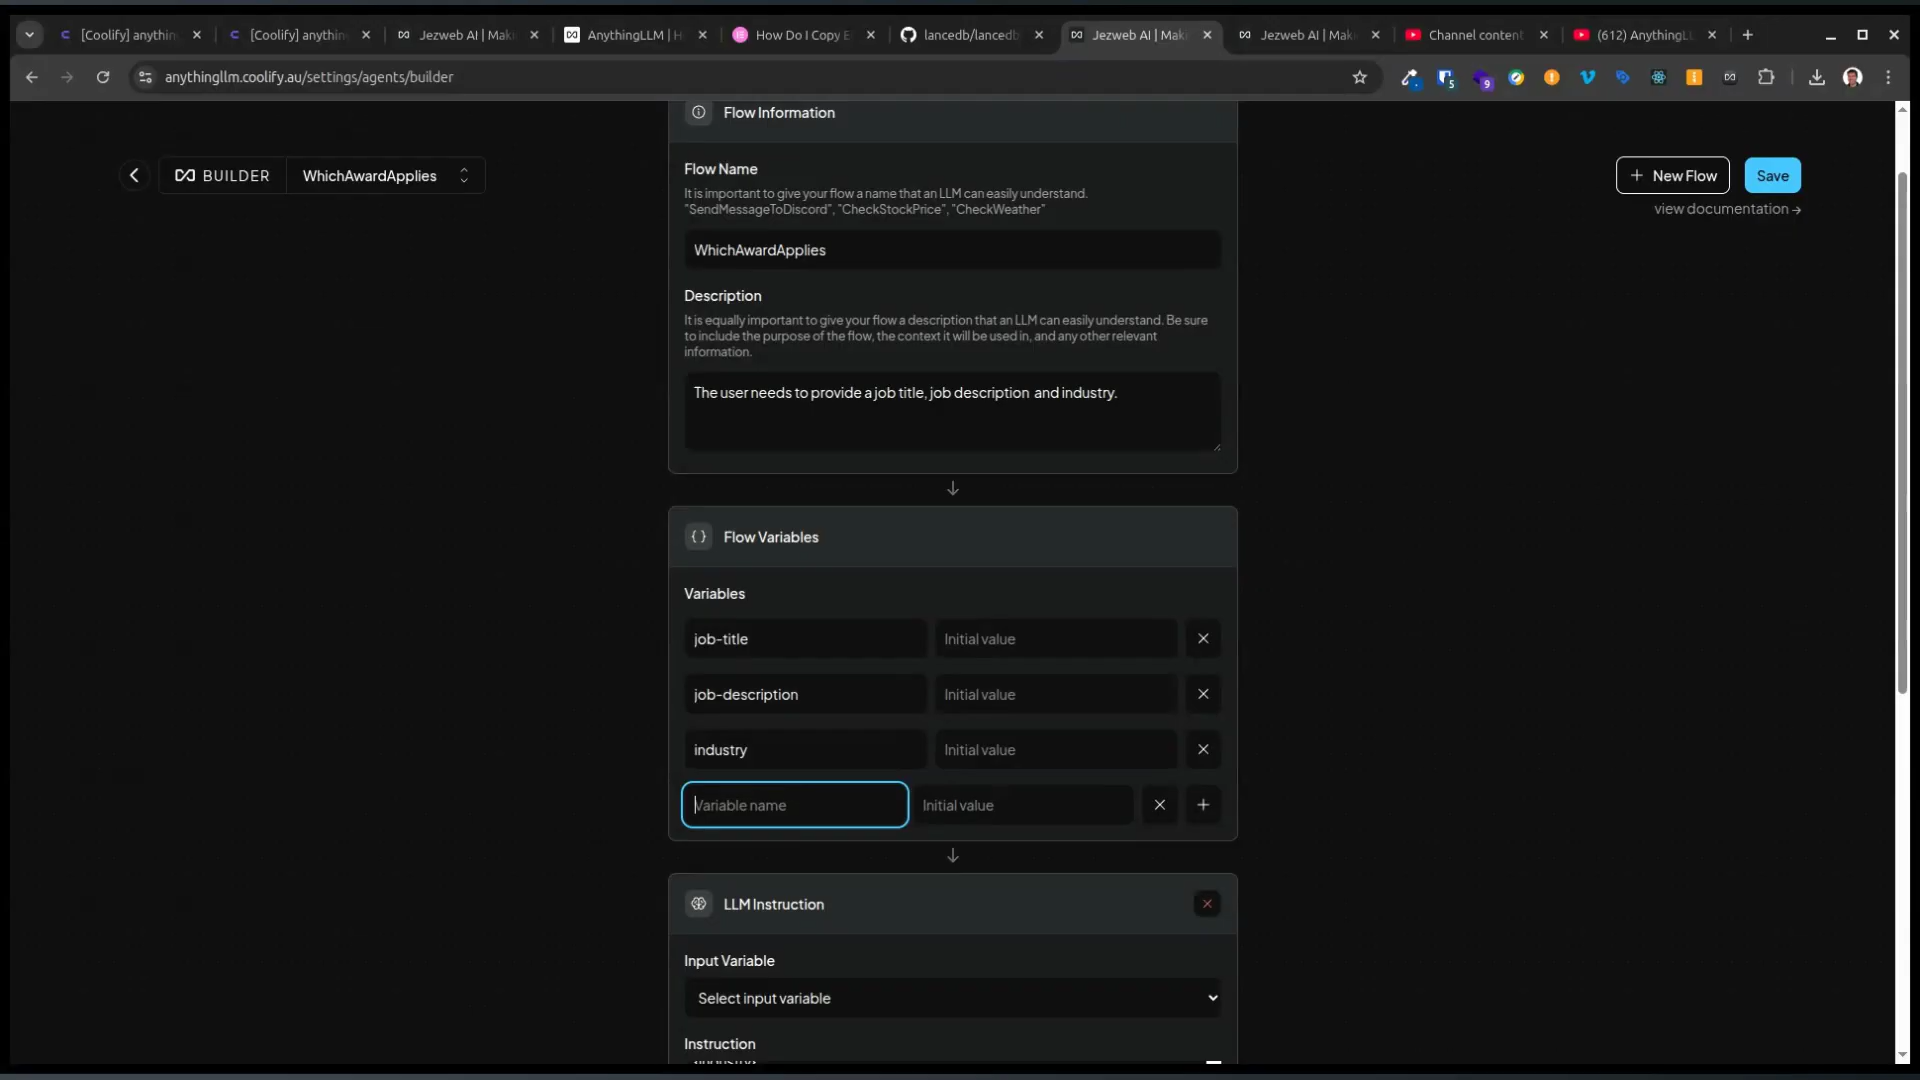 [Coolify] anythin
[Coolify] anythin
Jezweb AI | Mak
AnythingLLM | H
How Do I Copy E
lancedb/lancedb
Jezweb AI | Mak
Jezweb AI | Mak
Channel content
(612) AnythingLL
anythingllm.coolify.au/settings/agents/builder
5
9
Flow Information
BUILDER
WhichAwardApplies
New Flow
Save
view documentation →
Flow Name
It is important to give your flow a name that an LLM can easily understand.
"SendMessageToDiscord", "CheckStockPrice", "CheckWeather"
WhichAwardApplies
Description
It is equally important to give your flow a description that an LLM can easily understand. Be sure
to include the purpose of the flow, the context it will be used in, and any other relevant
information.
The user needs to provide a job title, job description and industry.
Flow Variables
Variables
job-title
Initial value
job-description
Initial value
industry
Initial value
Variable name
Initial value
LLM Instruction
Input Variable
Select input variable
Instruction